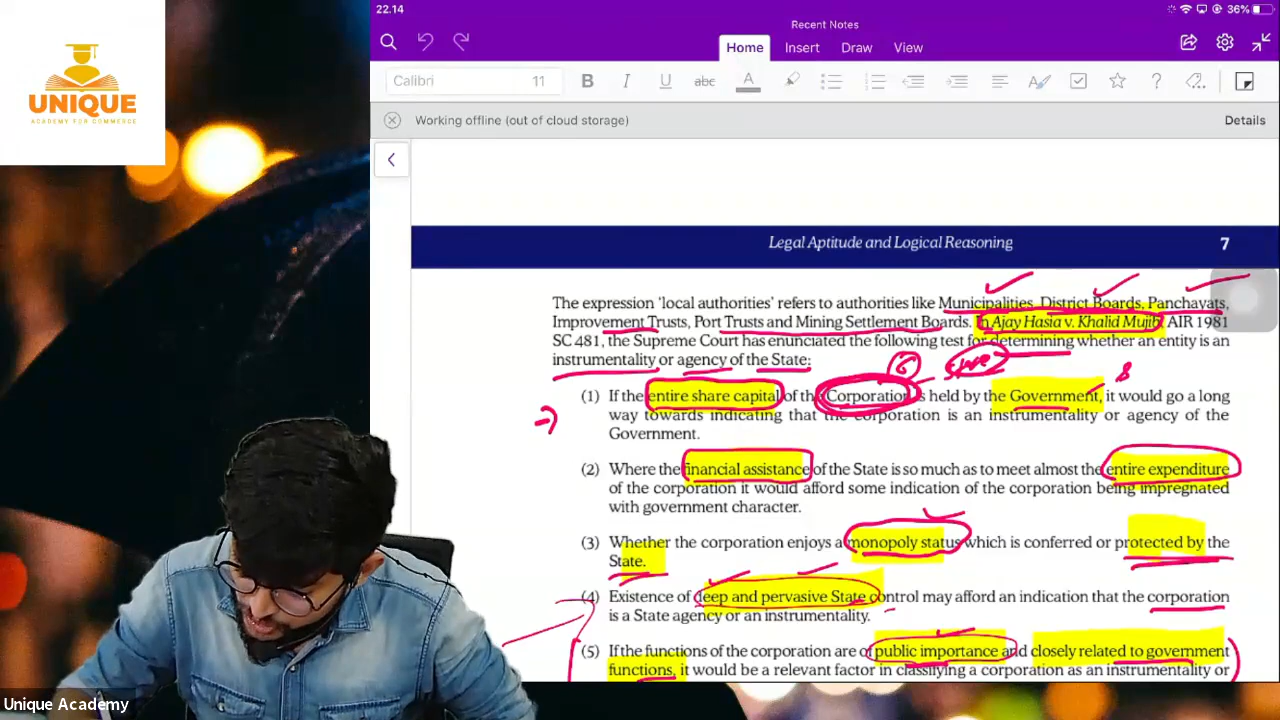 UNIQUE
ACADEMY FOR COMMERCE
22.14
36%
Recent Notes
Home Insert Draw View
Calibri 11 B I U abc A ?
Working offline (out of cloud storage) Details
Legal Aptitude and Logical Reasoning 7
The expression 'local authorities' refers to authorities like Municipalities, District Boards, Panchayats,
Improvement Trusts, Port Trusts and Mining Settlement Boards. In Ajay Hasia v. Khalid Mujib, AIR 1981
SC 481, the Supreme Court has enunciated the following test for determining whether an entity is an
instrumentality or agency of the State:
(1) If the entire share capital of the Corporation is held by the Government, it would go a long
way towards indicating that the corporation is an instrumentality or agency of the
Government.
(2) Where the financial assistance of the State is so much as to meet almost the entire expenditure
of the corporation it would afford some indication of the corporation being impregnated
with government character.
(3) Whether the corporation enjoys a monopoly status which is conferred or protected by the
State.
(4) Existence of deep and pervasive State control may afford an indication that the corporation
is a State agency or an instrumentality.
(5) If the functions of the corporation are of public importance and closely related to government
functions, it would be a relevant factor in classifying a corporation as an instrumentality or
Unique Academy